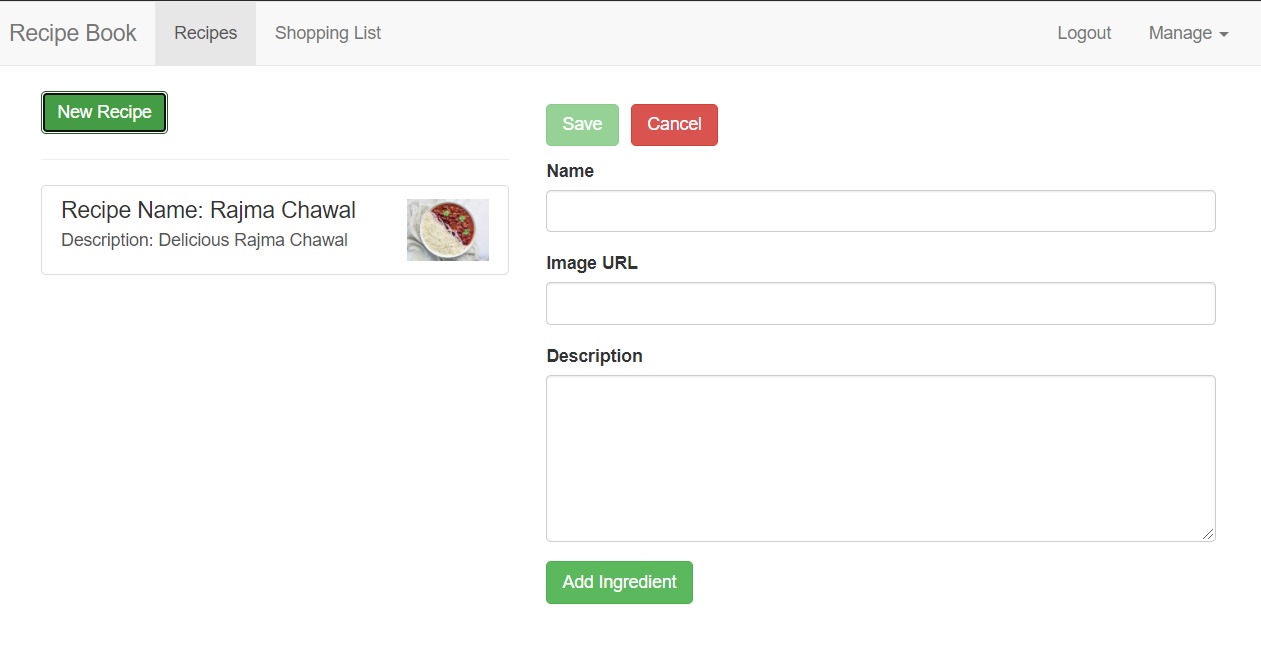 Recipe Book Recipes Shopping List Logout Manage
New Recipe
Recipe Name: Rajma Chawal
Description: Delicious Rajma Chawal
Save Cancel
Name
Image URL
Description
Add Ingredient